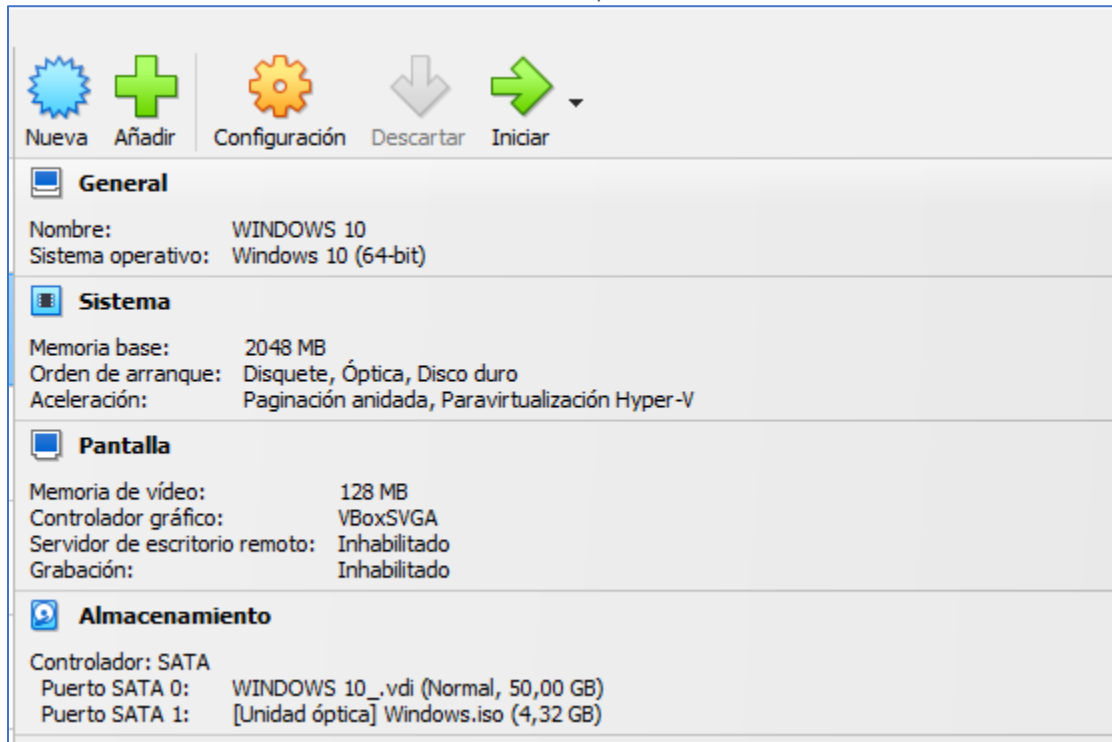 Nueva Añadir Configuración Descartar Iniciar
General
Nombre: WINDOWS 10
Sistema operativo: Windows 10 (64-bit)
Sistema
Memoria base: 2048 MB
Orden de arranque: Disquete, Óptica, Disco duro
Aceleración: Paginación anidada, Paravirtualización Hyper-V
Pantalla
Memoria de vídeo: 128 MB
Controlador gráfico: VBoxSVGA
Servidor de escritorio remoto: Inhabilitado
Grabación: Inhabilitado
Almacenamiento
Controlador: SATA
Puerto SATA 0: WINDOWS 10_.vdi (Normal, 50,00 GB)
Puerto SATA 1: [Unidad óptica] Windows.iso (4,32 GB)